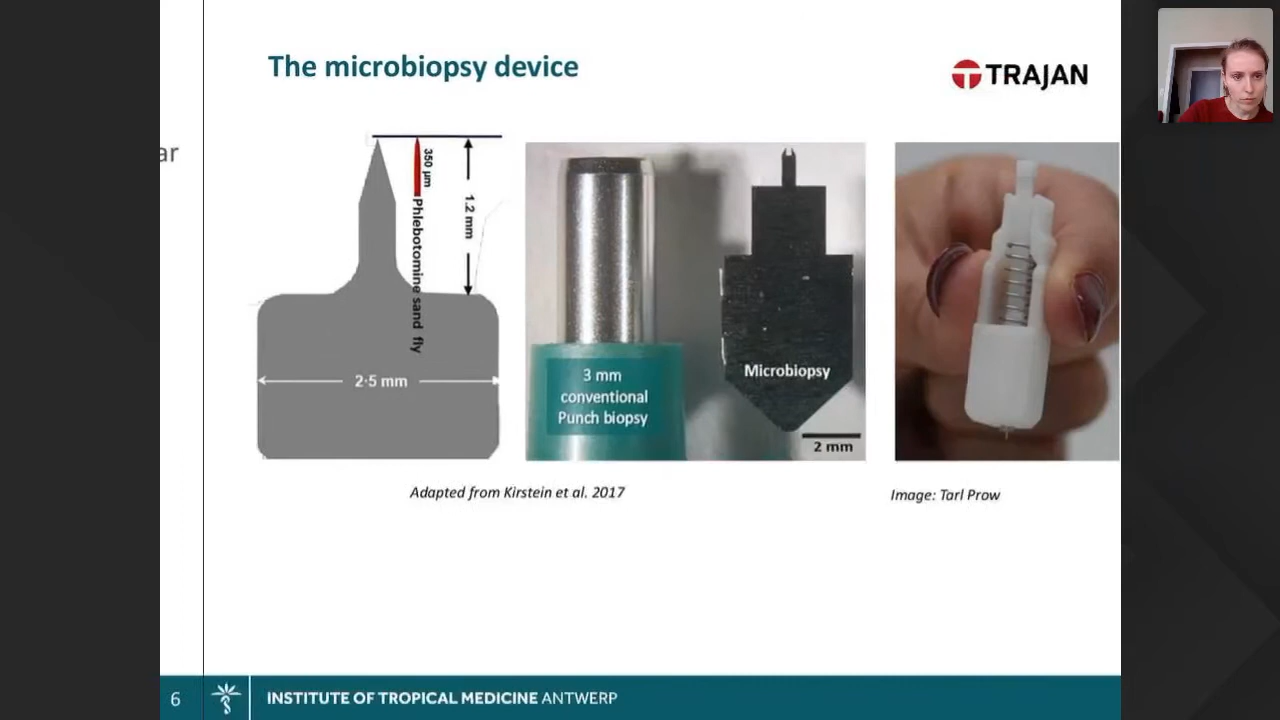 The microbiopsy device
TRAJAN
ar
350 µm
Phlebotomine sand fly
1.2 mm
2·5 mm
3 mm
conventional
Punch biopsy
Microbiopsy
2 mm
Adapted from Kirstein et al. 2017
Image: Tarl Prow
6
INSTITUTE OF TROPICAL MEDICINE ANTWERP